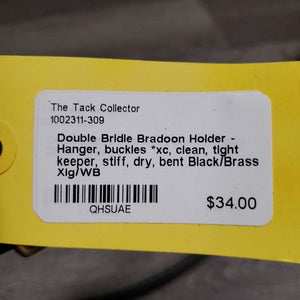 The Tack Collector
1002311-309
Double Bridle Bradoon Holder -
Hanger, buckles *xc, clean, tight
keeper, stiff, dry, bent Black/Brass
Xlg/WB
QHSUAE
$34.00